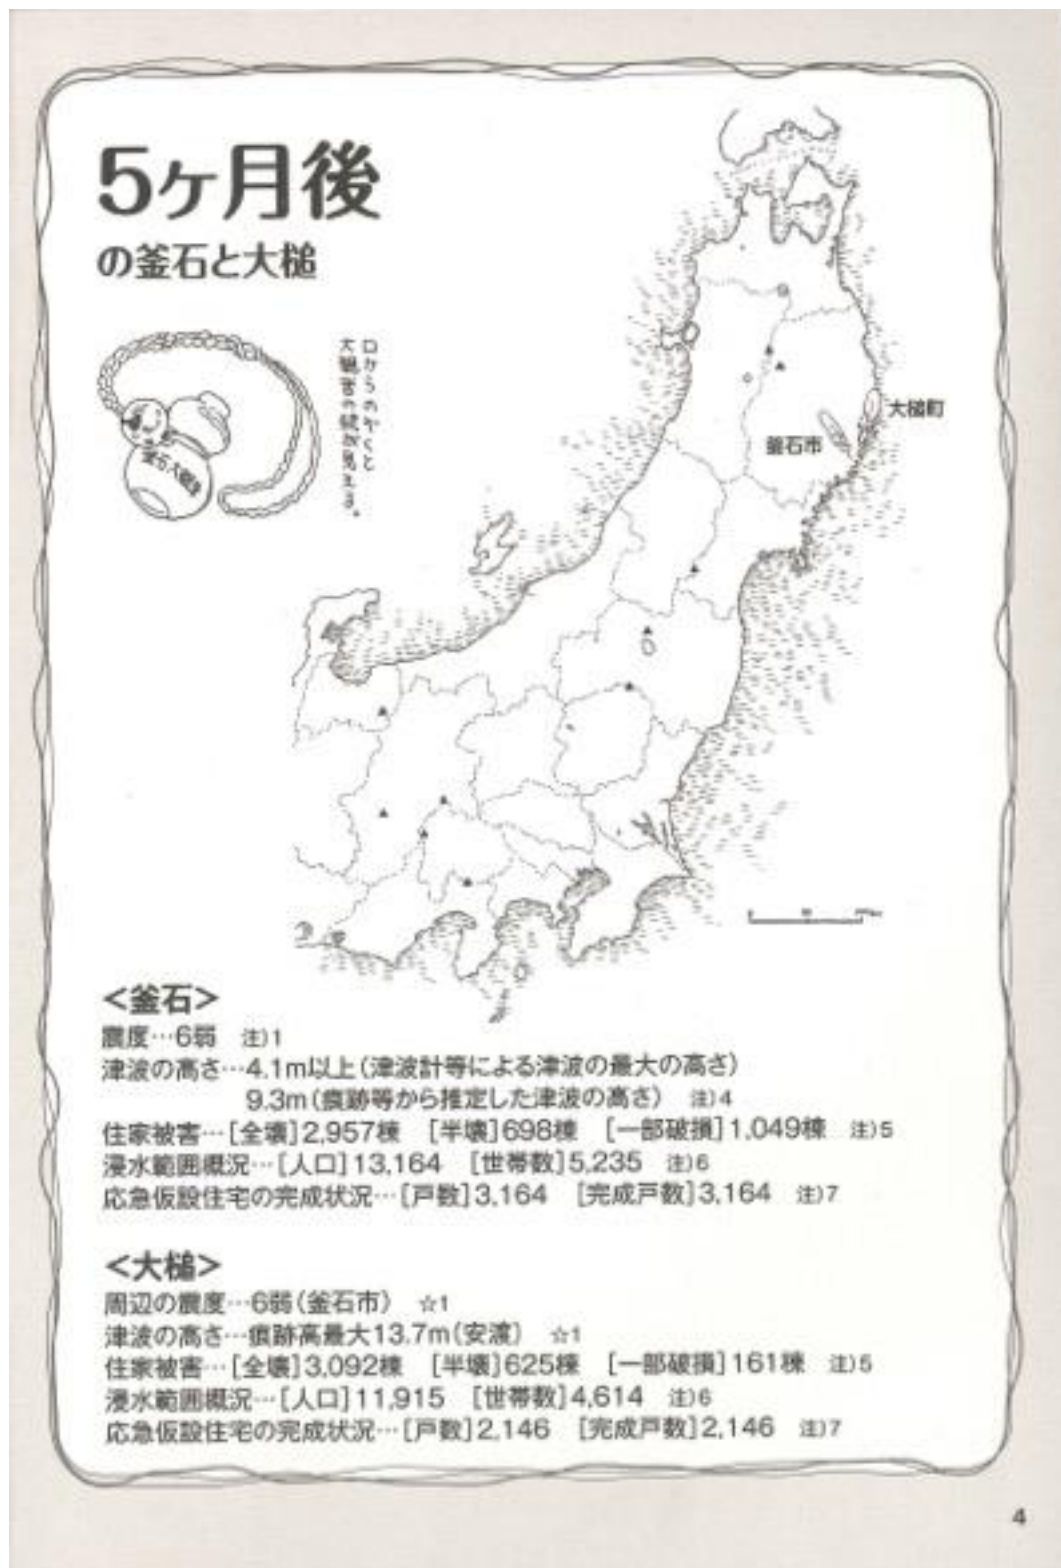 5ヶ月後
の釜石と大槌
口からのぞくと
大観音の姿が見える。
釜石大観音
大槌町
釜石市
<釜石>
震度…6弱 注)1
津波の高さ…4.1m以上(津波計等による津波の最大の高さ)
9.3m(痕跡等から推定した津波の高さ) 注)4
住家被害…[全壊]2,957棟 [半壊]698棟 [一部破損]1,049棟 注)5
浸水範囲概況…[人口]13,164 [世帯数]5,235 注)6
応急仮設住宅の完成状況…[戸数]3,164 [完成戸数]3,164 注)7
<大槌>
周辺の震度…6弱(釜石市) ☆1
津波の高さ…痕跡高最大13.7m(安渡) ☆1
住家被害…[全壊]3,092棟 [半壊]625棟 [一部破損]161棟 注)5
浸水範囲概況…[人口]11,915 [世帯数]4,614 注)6
応急仮設住宅の完成状況…[戸数]2,146 [完成戸数]2,146 注)7
4